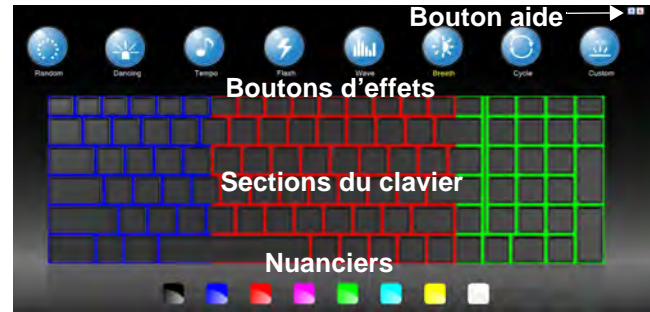 Bouton aide
Random Dancing Tempo Flash Wave Breath Cycle Custom
Boutons d'effets
Sections du clavier
Nuanciers